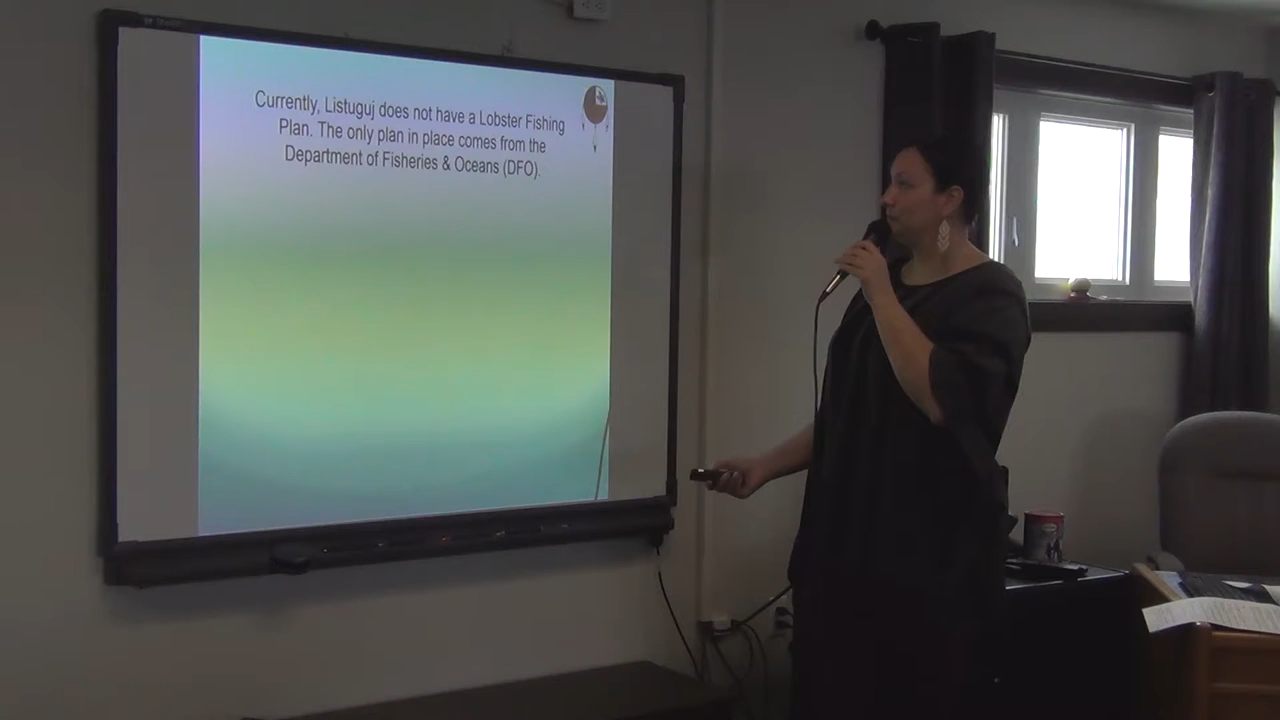 Currently, Listuguj does not have a Lobster Fishing
Plan. The only plan in place comes from the
Department of Fisheries & Oceans (DFO).